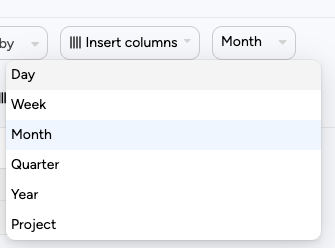 by
Insert columns
Month
Day
Week
Month
Quarter
Year
Project